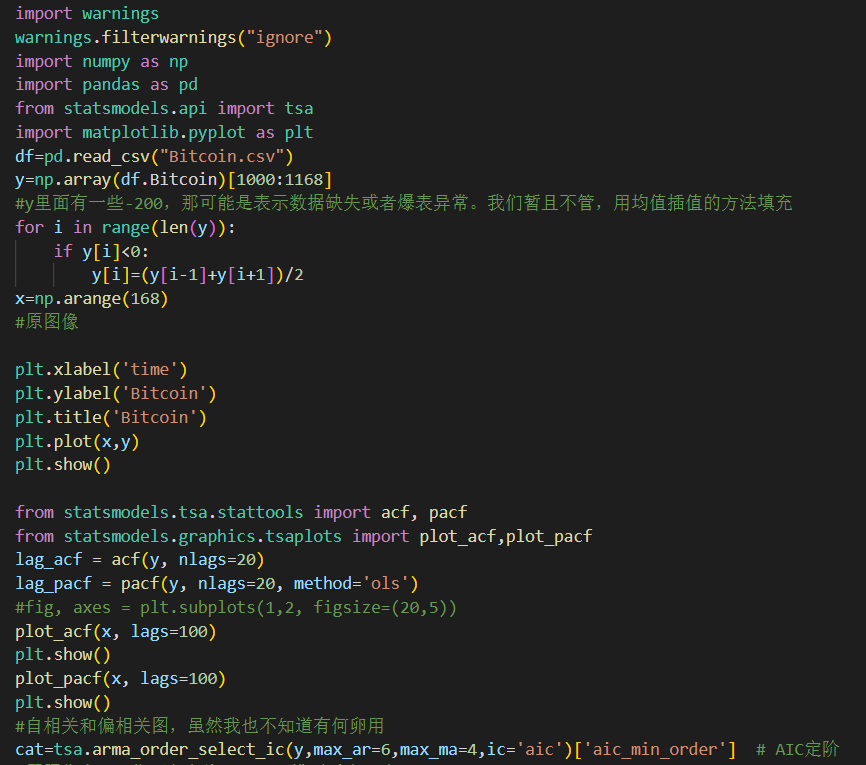 import warnings
warnings.filterwarnings("ignore")
import numpy as np
import pandas as pd
from statsmodels.api import tsa
import matplotlib.pyplot as plt
df=pd.read_csv("Bitcoin.csv")
y=np.array(df.Bitcoin)[1000:1168]
#y里面有一些-200，那可能是表示数据缺失或者爆表异常。我们暂且不管，用均值插值的方法填充
for i in range(len(y)):
    if y[i]<0:
        y[i]=(y[i-1]+y[i+1])/2
x=np.arange(168)
#原图像
plt.xlabel('time')
plt.ylabel('Bitcoin')
plt.title('Bitcoin')
plt.plot(x,y)
plt.show()
from statsmodels.tsa.stattools import acf, pacf
from statsmodels.graphics.tsaplots import plot_acf,plot_pacf
lag_acf = acf(y, nlags=20)
lag_pacf = pacf(y, nlags=20, method='ols')
#fig, axes = plt.subplots(1,2, figsize=(20,5))
plot_acf(x, lags=100)
plt.show()
plot_pacf(x, lags=100)
plt.show()
#自相关和偏相关图，虽然我也不知道有何卵用
cat=tsa.arma_order_select_ic(y,max_ar=6,max_ma=4,ic='aic')['aic_min_order']  # AIC定阶